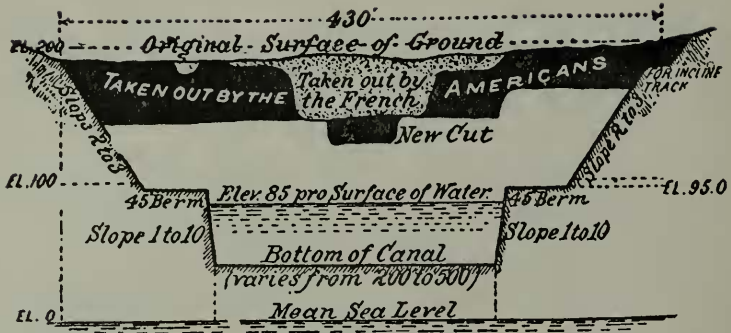 430'
EL.200
Original Surface of Ground
TAKEN OUT BY THE
Taken out by
the French
AMERICANS
FOR INCLINE
TRACK
Slope 2 to 3
Slope 2 to 3
New Cut
EL.100
Elev. 85 pro Surface of Water.
EL.95.0
45 Berm
45 Berm
Slope 1 to 10
Slope 1 to 10
Bottom of Canal
(varies from 200 to 500)
EL. 0
Mean Sea Level